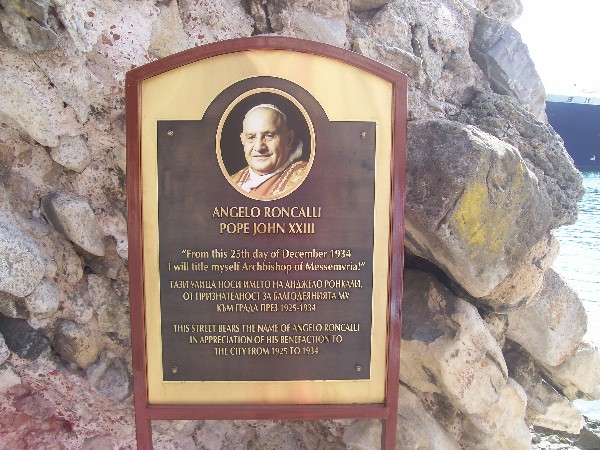 ANGELO RONCALLI
POPE JOHN XXIII
"From this 25th day of December 1934
I will title myself Archbishop of Messemvria!"
ТАЗИ УЛИЦА НОСИ ИМЕТО НА АНДЖЕЛО РОНКАЛИ,
ОТ ПРИЗНАТЕЛНОСТ ЗА БЛАГОДЕЯНИЯТА МУ
КЪМ ГРАДА ПРЕЗ 1925-1934
THIS STREET BEARS THE NAME OF ANGELO RONCALLI
IN APPRECIATION OF HIS BENEFACTION TO
THE CITY FROM 1925 TO 1934